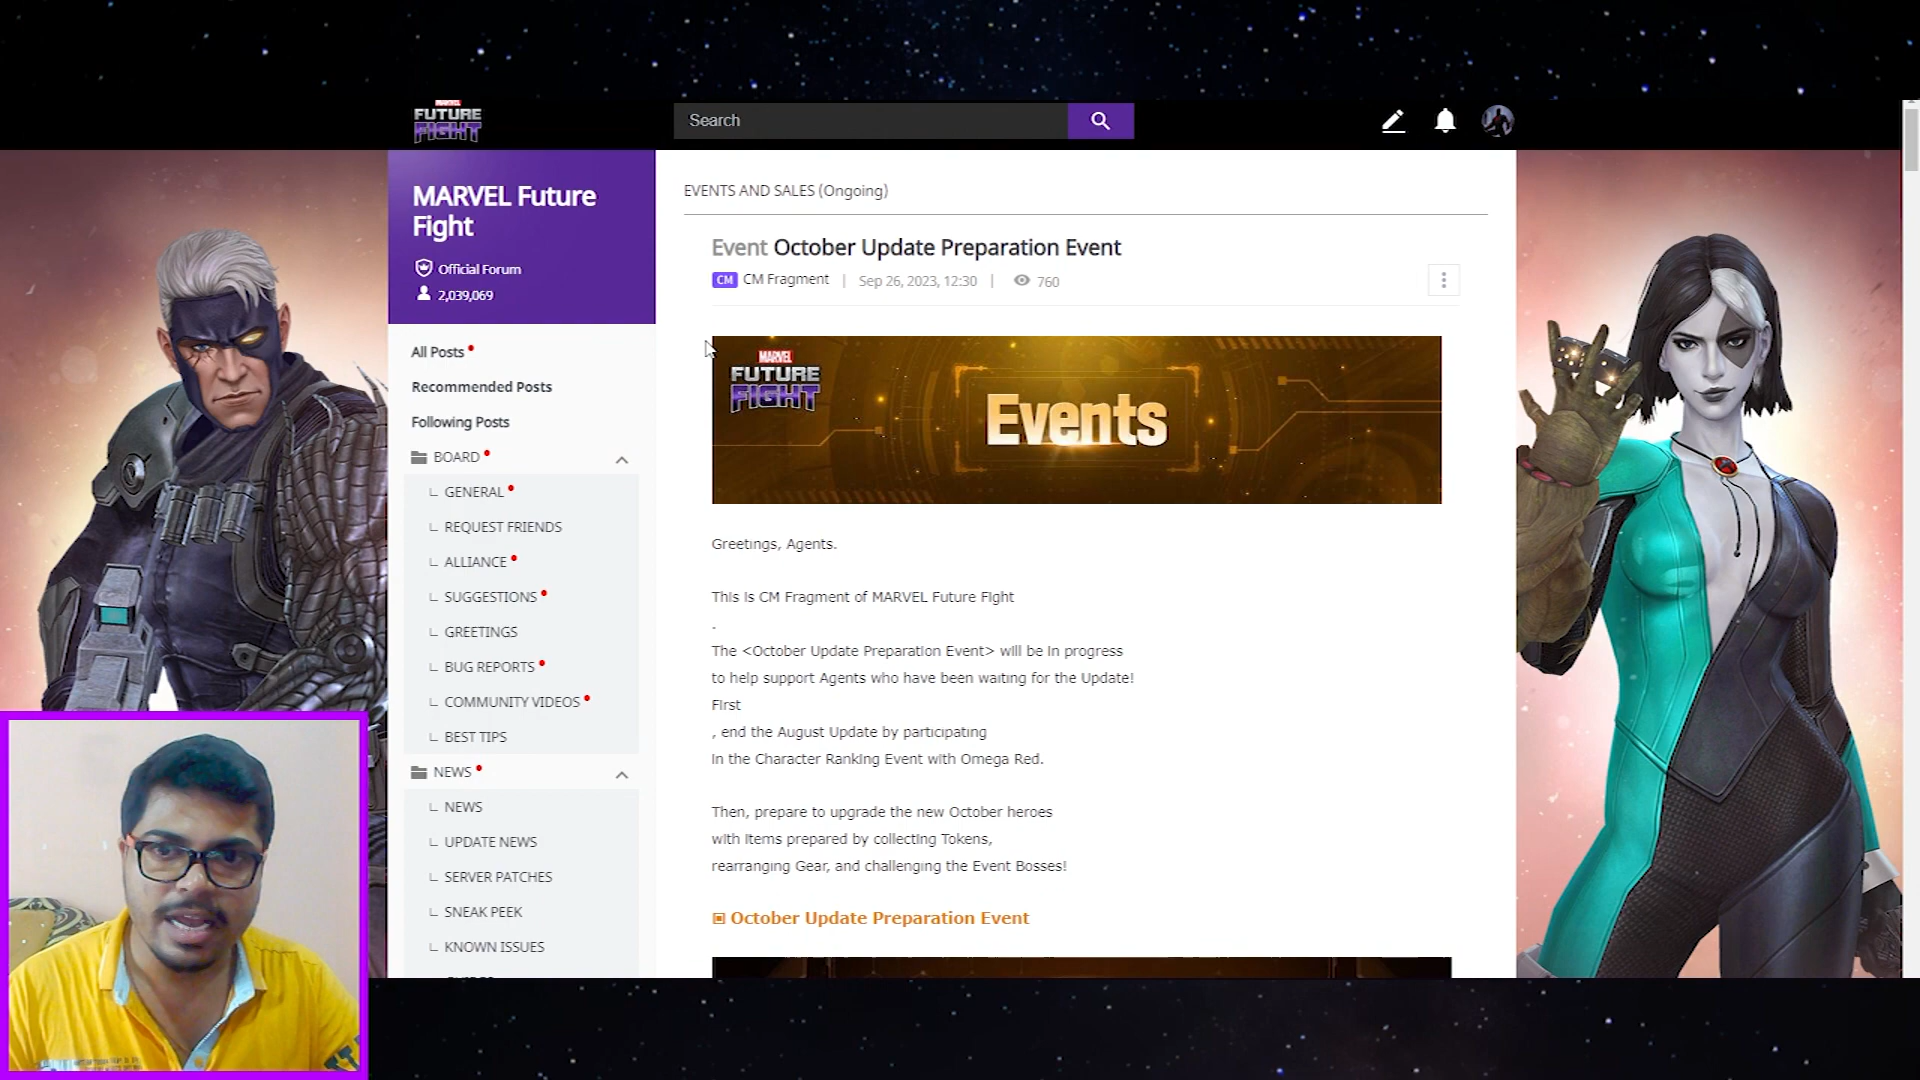 MARVEL
FUTURE
FIGHT
Search
MARVEL Future
Fight
Official Forum
2,039,069
All Posts
Recommended Posts
Following Posts
BOARD
GENERAL
REQUEST FRIENDS
ALLIANCE
SUGGESTIONS
GREETINGS
BUG REPORTS
COMMUNITY VIDEOS
BEST TIPS
NEWS
NEWS
UPDATE NEWS
SERVER PATCHES
SNEAK PEEK
KNOWN ISSUES
EVENTS AND SALES (Ongoing)
Event October Update Preparation Event
CM CM Fragment | Sep 26, 2023, 12:30 | 760
MARVEL
FUTURE
FIGHT
Events
Greetings, Agents.
This is CM Fragment of MARVEL Future Fight
.
The <October Update Preparation Event> will be in progress
to help support Agents who have been waiting for the Update!
First
, end the August Update by participating
in the Character Ranking Event with Omega Red.
Then, prepare to upgrade the new October heroes
with items prepared by collecting Tokens,
rearranging Gear, and challenging the Event Bosses!
▣ October Update Preparation Event